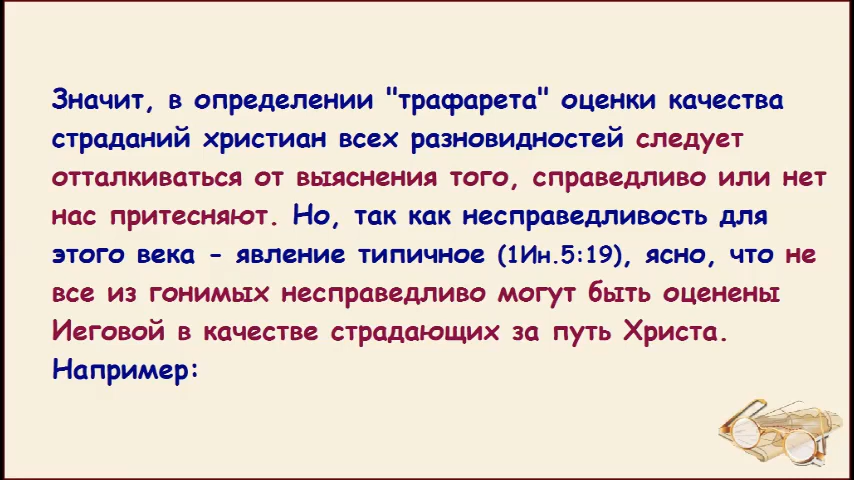 Значит, в определении "трафарета" оценки качества
страданий христиан всех разновидностей следует
отталкиваться от выяснения того, справедливо или нет
нас притесняют. Но, так как несправедливость для
этого века - явление типичное (1Ин.5:19), ясно, что не
все из гонимых несправедливо могут быть оценены
Иеговой в качестве страдающих за путь Христа.
Например: